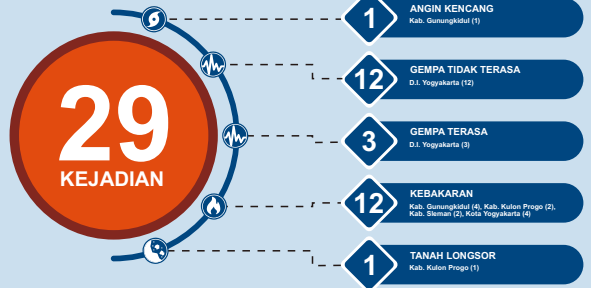 29
KEJADIAN
1
ANGIN KENCANG
Kab. Gunungkidul (1)
12
GEMPA TIDAK TERASA
D.I. Yogyakarta (12)
3
GEMPA TERASA
D.I. Yogyakarta (3)
12
KEBAKARAN
Kab. Gunungkidul (4), Kab. Kulon Progo (2),
Kab. Sleman (2), Kota Yogyakarta (4)
1
TANAH LONGSOR
Kab. Kulon Progo (1)